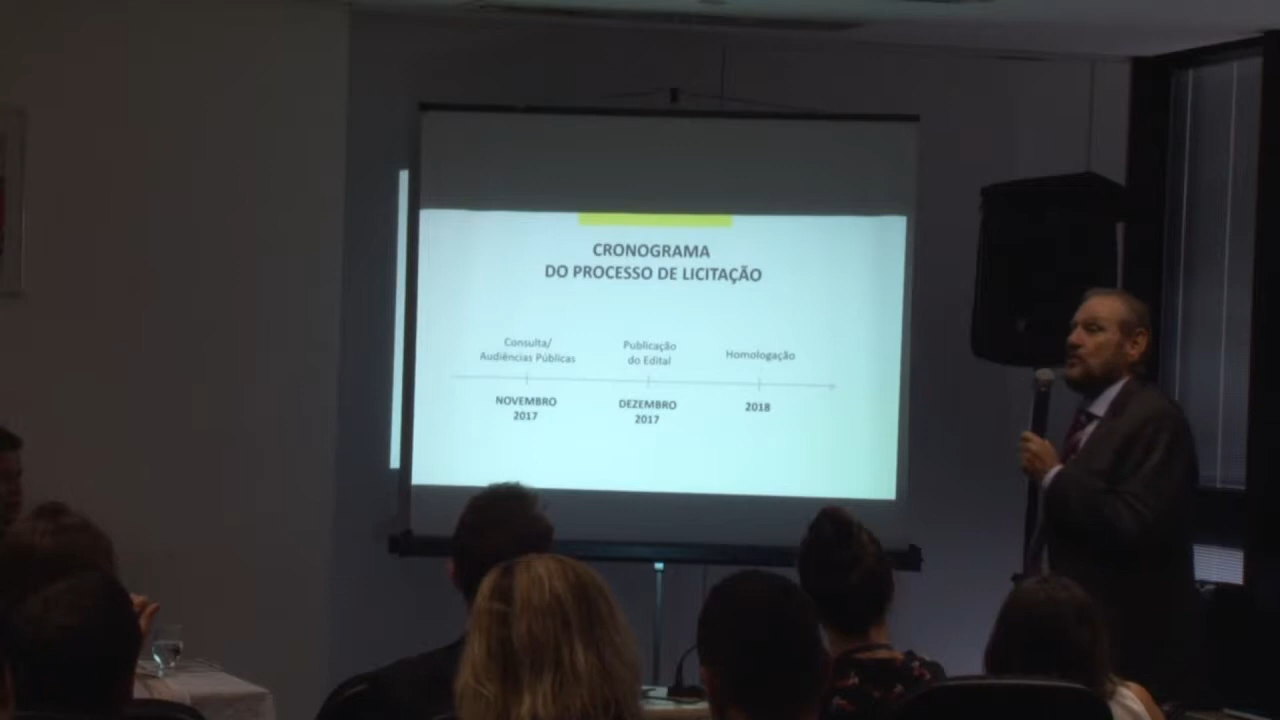 CRONOGRAMA
DO PROCESSO DE LICITAÇÃO
Consulta/
Audiências Públicas
Publicação
do Edital
Homologação
NOVEMBRO
2017
DEZEMBRO
2017
2018